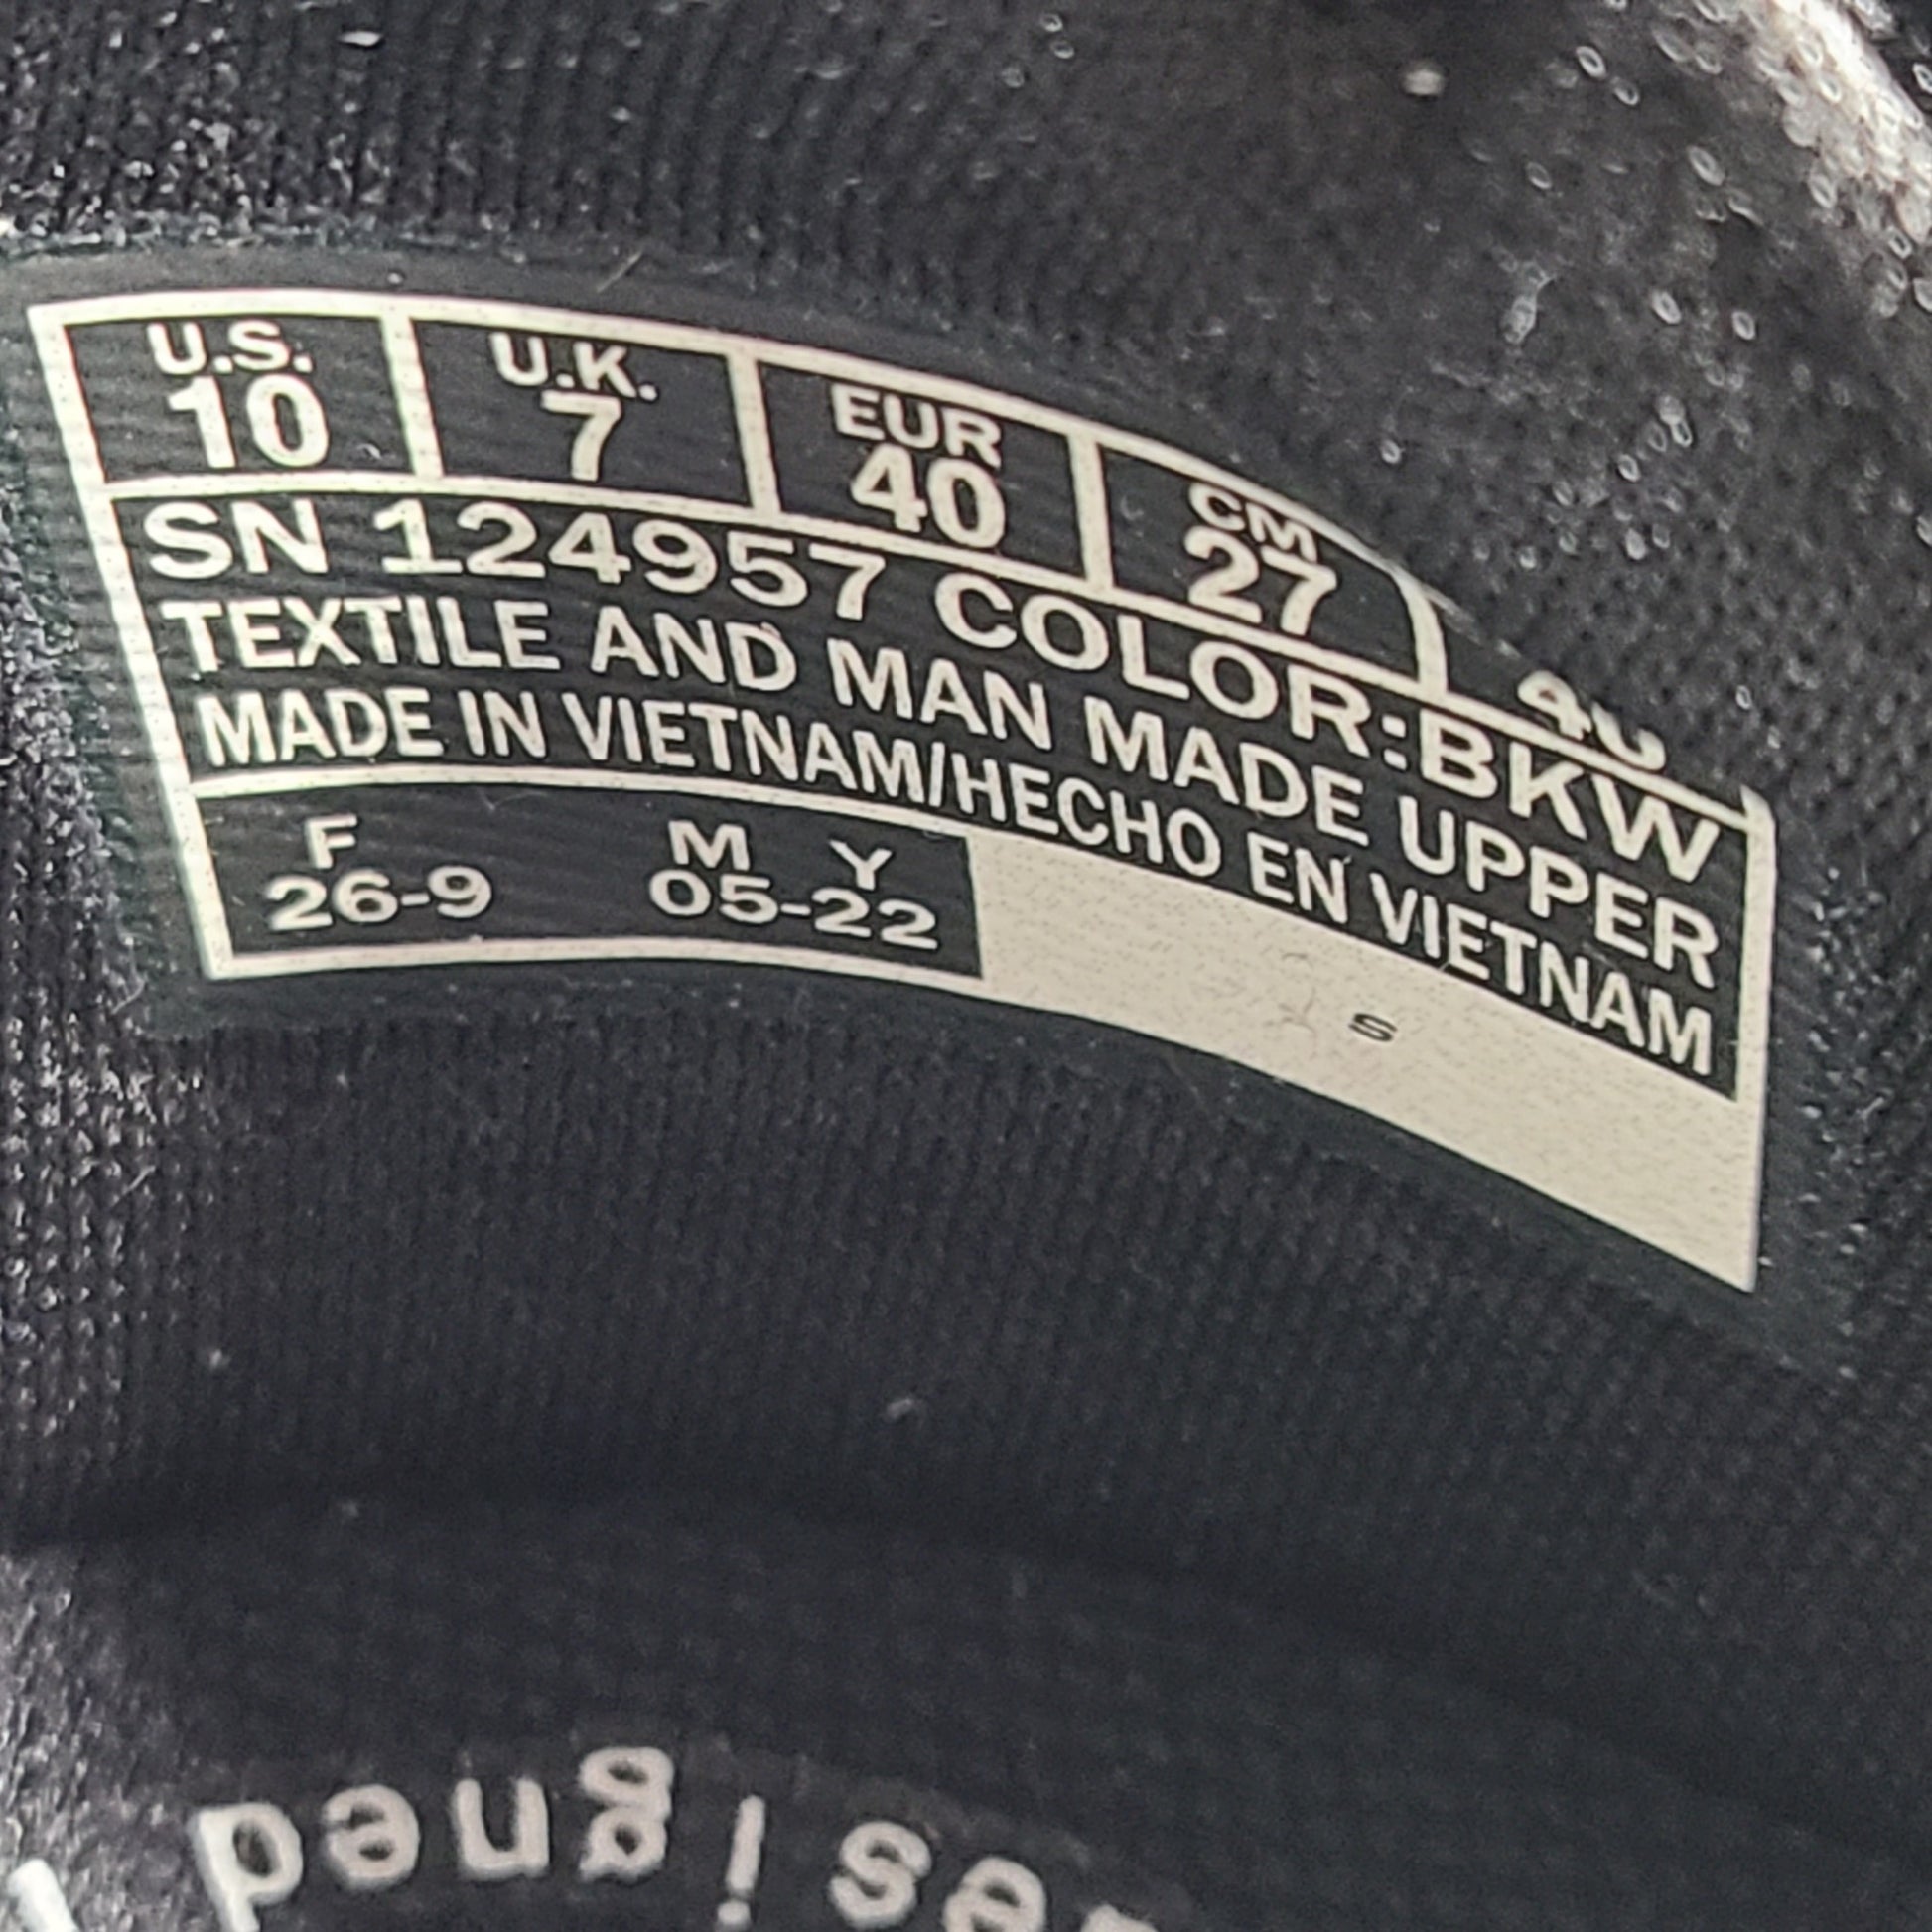 U.S. U.K. EUR CM
10 7 40 27
SN 124957 COLOR:BKW
TEXTILE AND MAN MADE UPPER
MADE IN VIETNAM/HECHO EN VIETNAM
F M Y
26-9 05-22
S